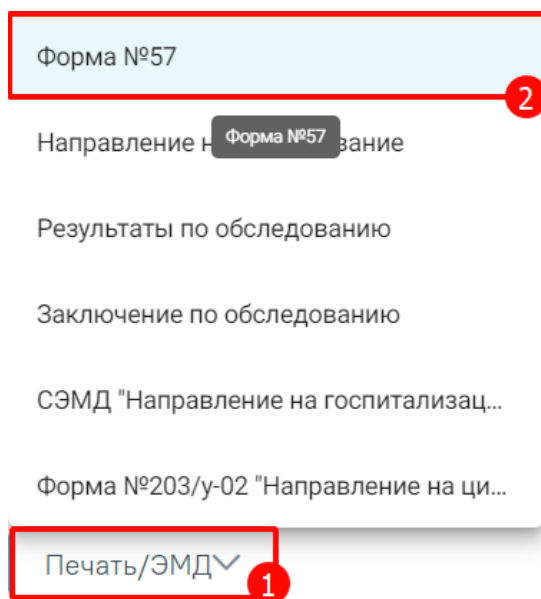 Форма №57
2
Направление н
Форма №57
зание
Результаты по обследованию
Заключение по обследованию
СЭМД "Направление на госпитализац...
Форма №203/у-02 "Направление на ци...
Печать/ЭМД
1